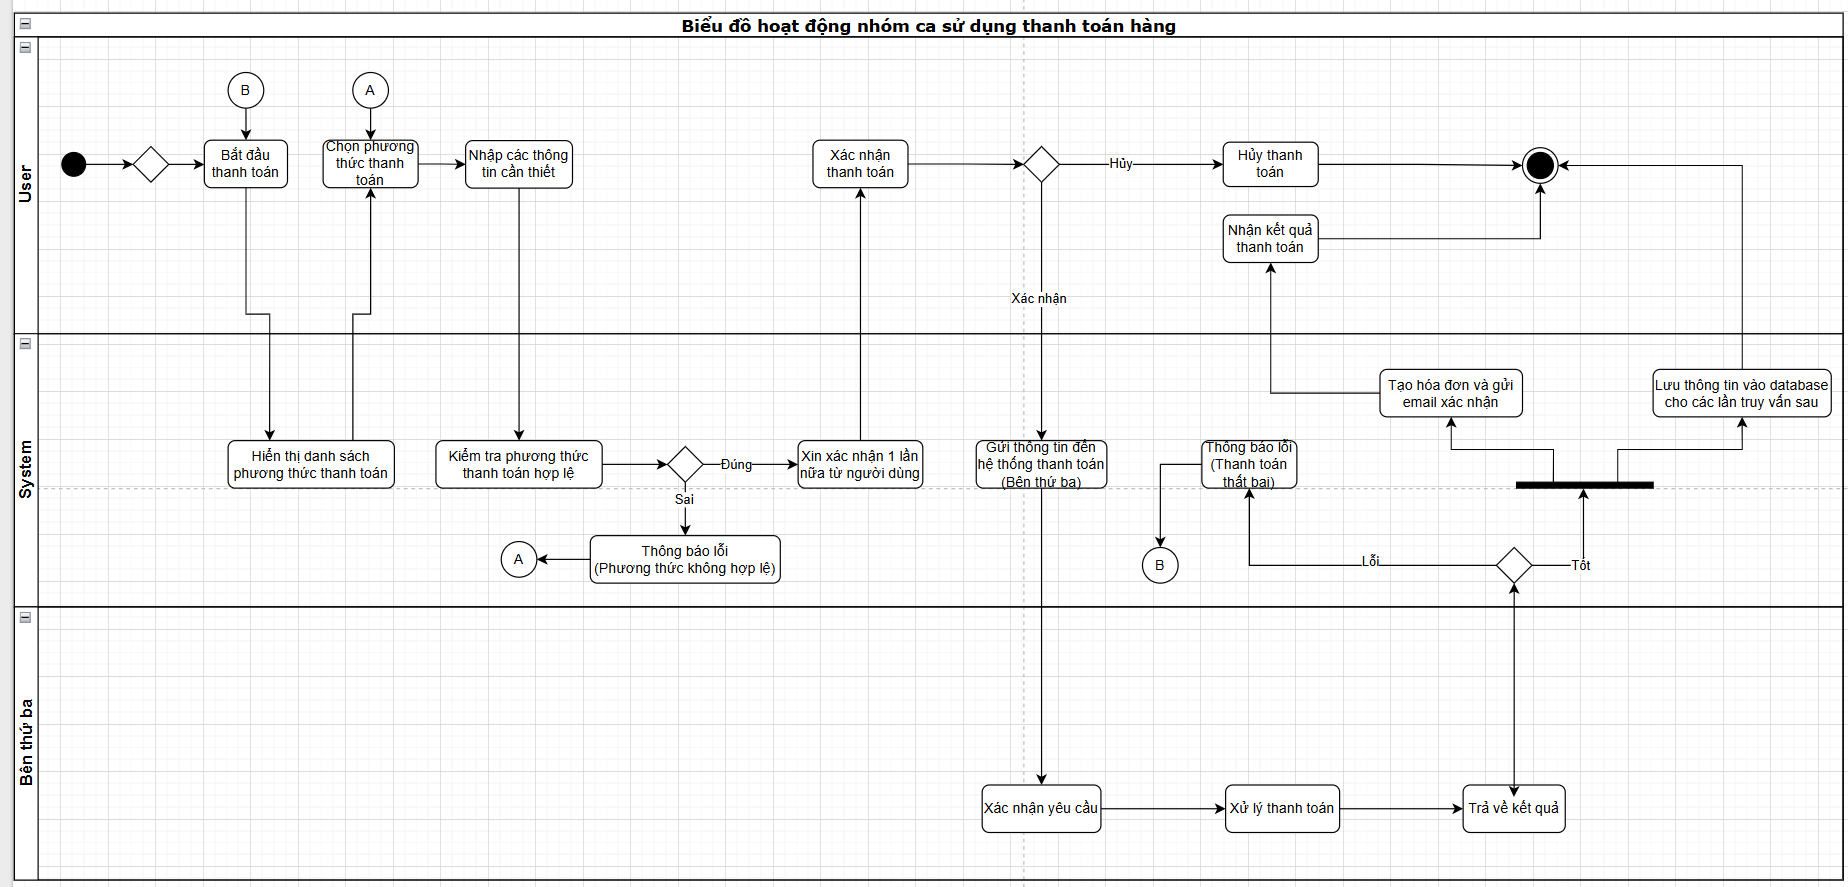 Biểu đồ hoạt động nhóm ca sử dụng thanh toán hàng
User
B
A
Bắt đầu
thanh toán
Chọn phương
thức thanh
toán
Nhập các thông
tin cần thiết
Xác nhận
thanh toán
Hủy
Hủy thanh
toán
Nhận kết quả
thanh toán
Xác nhận
System
Hiển thị danh sách
phương thức thanh toán
Kiểm tra phương thức
thanh toán hợp lệ
Đúng
Sai
Xin xác nhận 1 lần
nữa từ người dùng
Thông báo lỗi
(Phương thức không hợp lệ)
A
Gửi thông tin đến
hệ thống thanh toán
(Bên thứ ba)
Thông báo lỗi
(Thanh toán
thất bại)
B
Lỗi
Tốt
Tạo hóa đơn và gửi
email xác nhận
Lưu thông tin vào database
cho các lần truy vấn sau
Bên thứ ba
Xác nhận yêu cầu
Xử lý thanh toán
Trả về kết quả